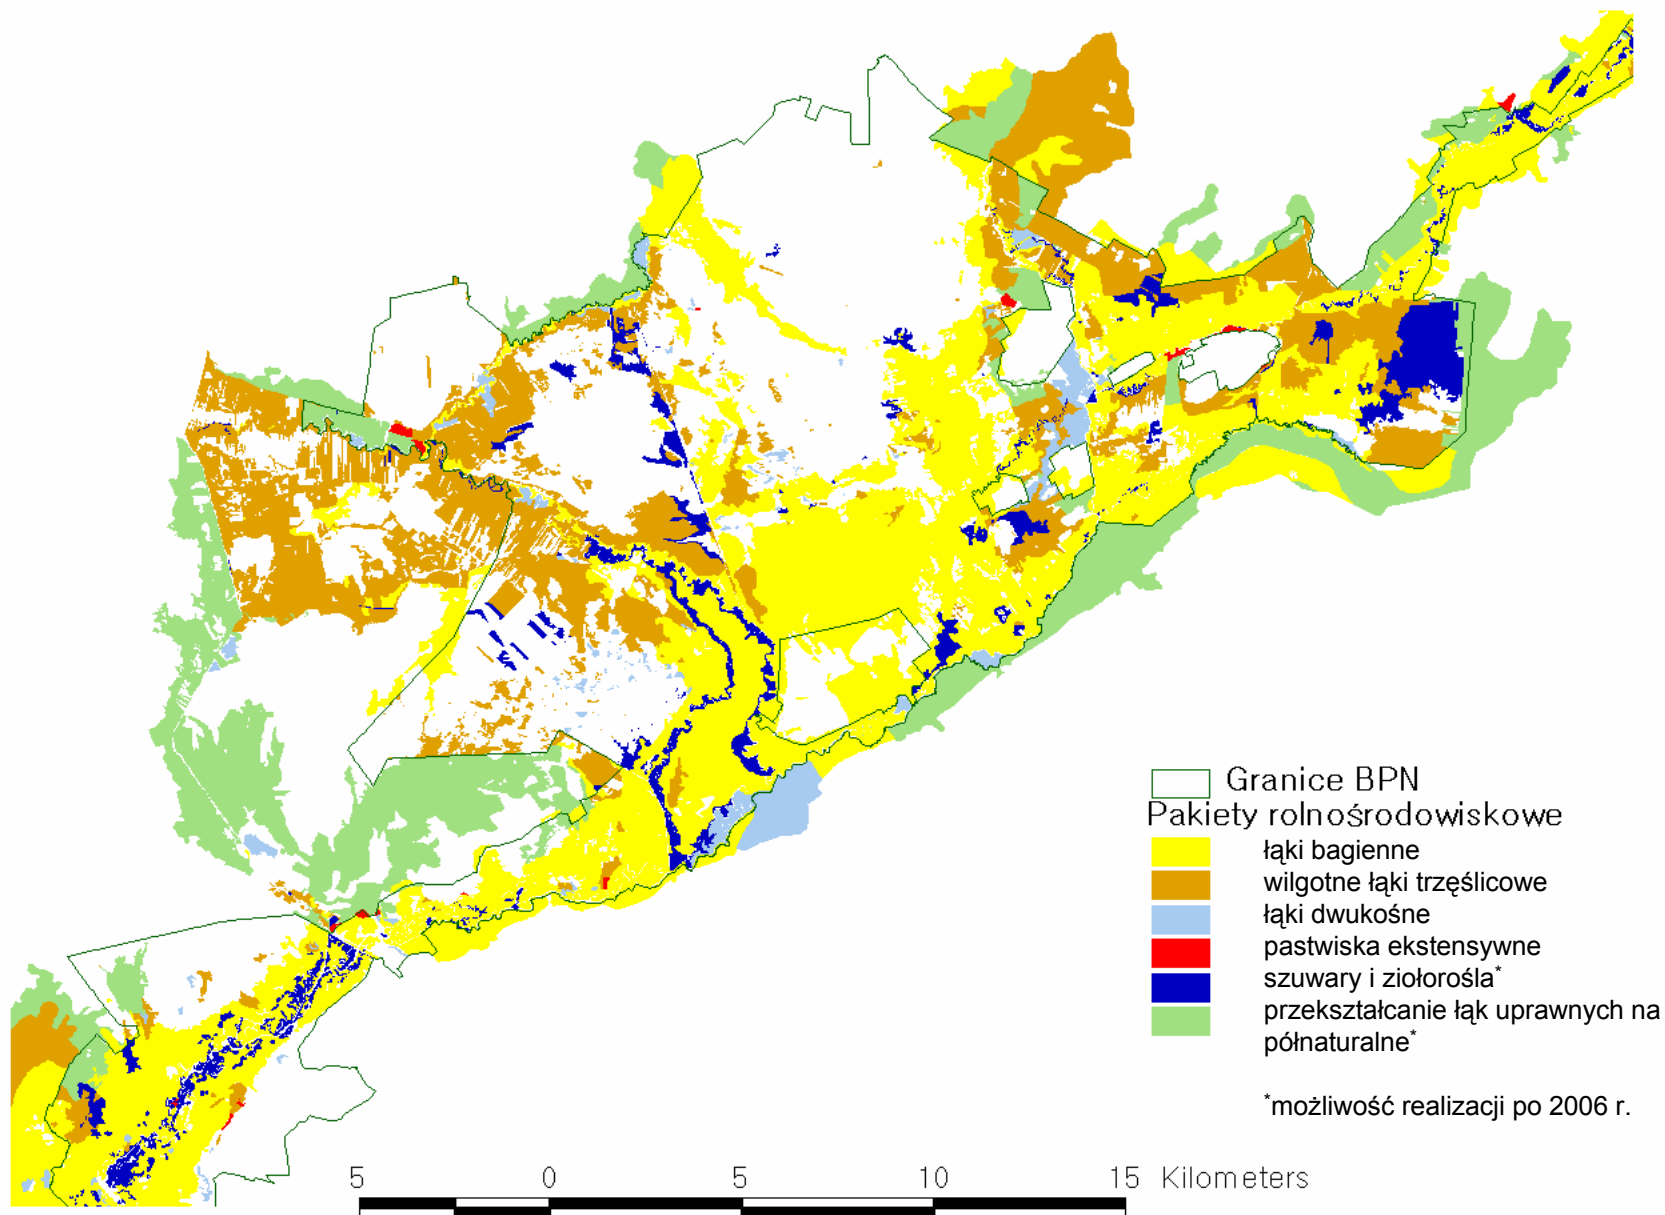 Granice BPN
Pakiety rolnośrodowiskowe
łąki bagienne
wilgotne łąki trzęślicowe
łąki dwukośne
pastwiska ekstensywne
szuwary i ziołorośla*
przekształcanie łąk uprawnych na
półnaturalne*
*możliwość realizacji po 2006 r.
5 0 5 10 15 Kilometers